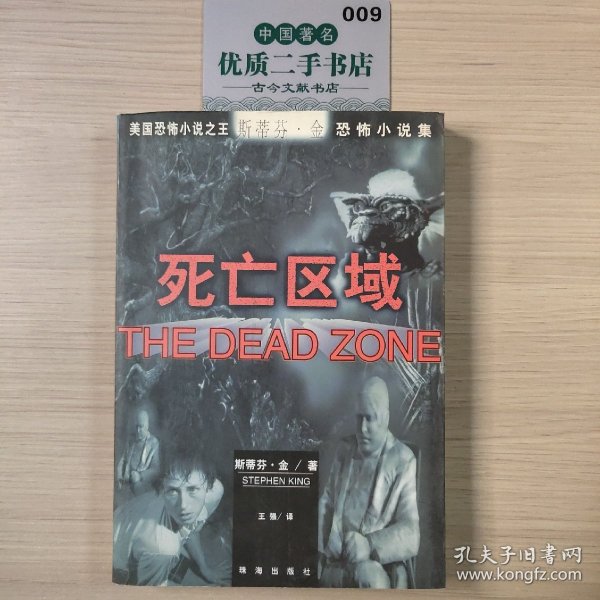 009
中国著名
优质二手书店
古今文献书店
美国恐怖小说之王 斯蒂芬·金 恐怖小说集
死亡区域
THE DEAD ZONE
斯蒂芬·金/著
STEPHEN KING
王强/译
珠海出版社
孔夫子旧书网
www.kongfz.com